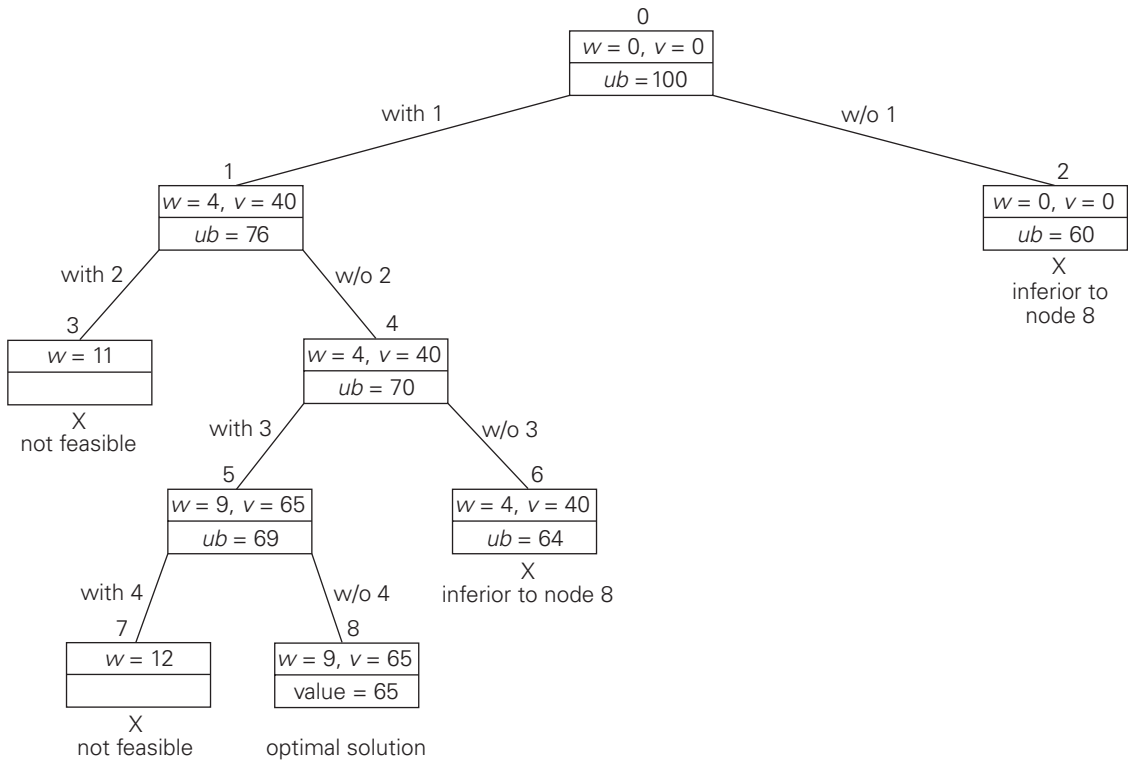 0
w = 0, v = 0
ub = 100
with 1
w/o 1
1
w = 4, v = 40
ub = 76
2
w = 0, v = 0
ub = 60
X
inferior to
node 8
with 2
w/o 2
3
w = 11
X
not feasible
4
w = 4, v = 40
ub = 70
with 3
w/o 3
5
w = 9, v = 65
ub = 69
6
w = 4, v = 40
ub = 64
X
inferior to node 8
with 4
w/o 4
7
w = 12
X
not feasible
8
w = 9, v = 65
value = 65
optimal solution